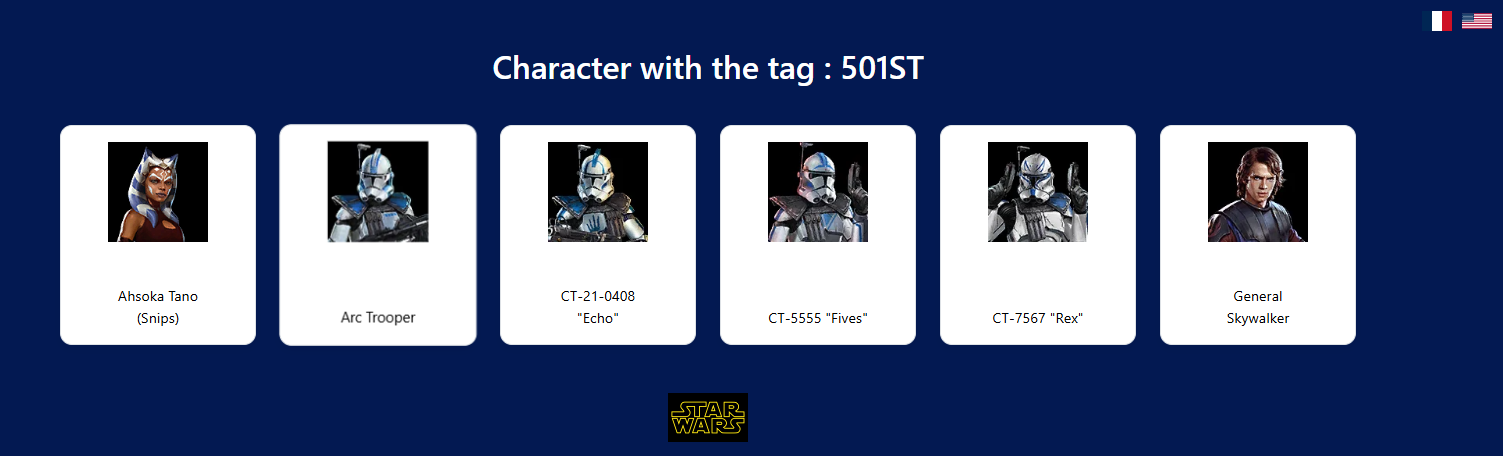 Character with the tag : 501ST
Ahsoka Tano
(Snips)
Arc Trooper
CT-21-0408
"Echo"
CT-5555 "Fives"
CT-7567 "Rex"
General
Skywalker
STAR
WARS